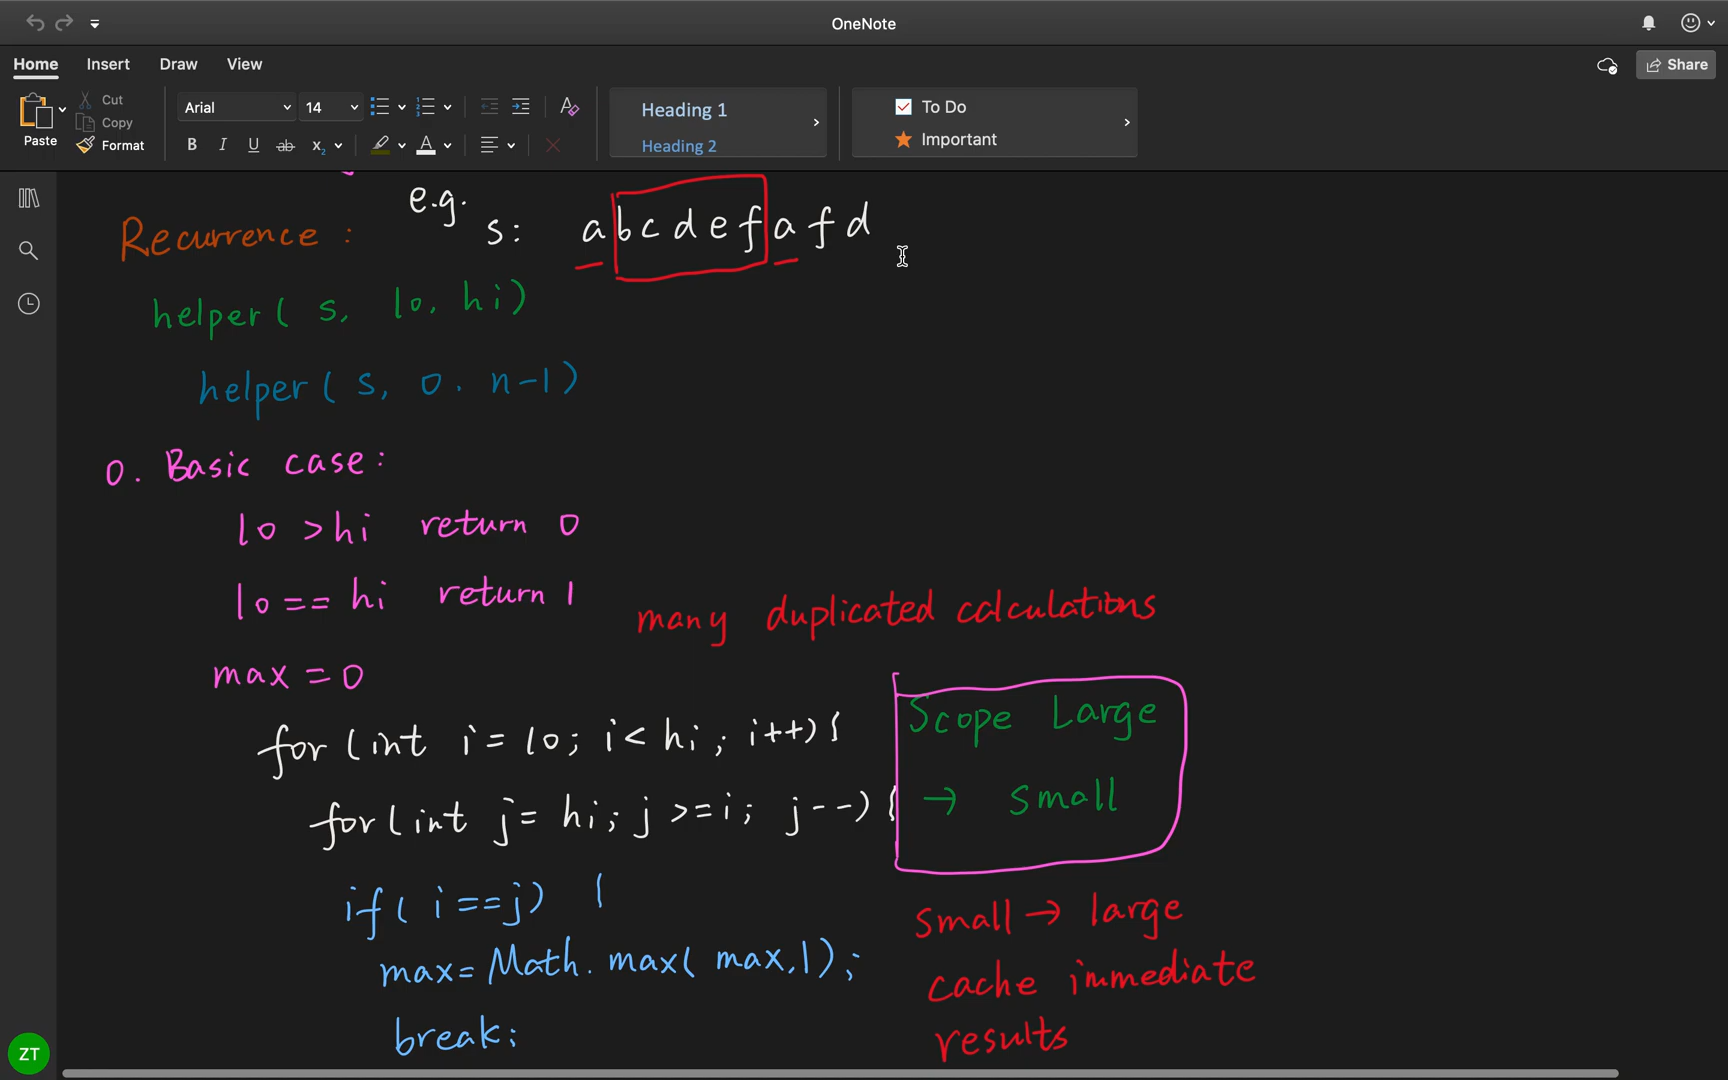 OneNote
Home Insert Draw View
Share
Paste
Cut
Copy
Format
Arial 14
B I U ab x₂ A
Heading 1
Heading 2
To Do
Important
e.g.
s: a b c d e f a f d
Recurrence :
helper( s, lo, hi)
helper( s, 0. n-1)
0. Basic case:
lo >hi return 0
lo == hi return 1
many duplicated calculations
max = 0
for (int i = lo; i < hi; i++){
for(int j = hi; j >= i; j--){
Scope Large
→ small
if( i==j) {
max = Math. max( max,1);
break;
small → large
cache immediate
results
ZT